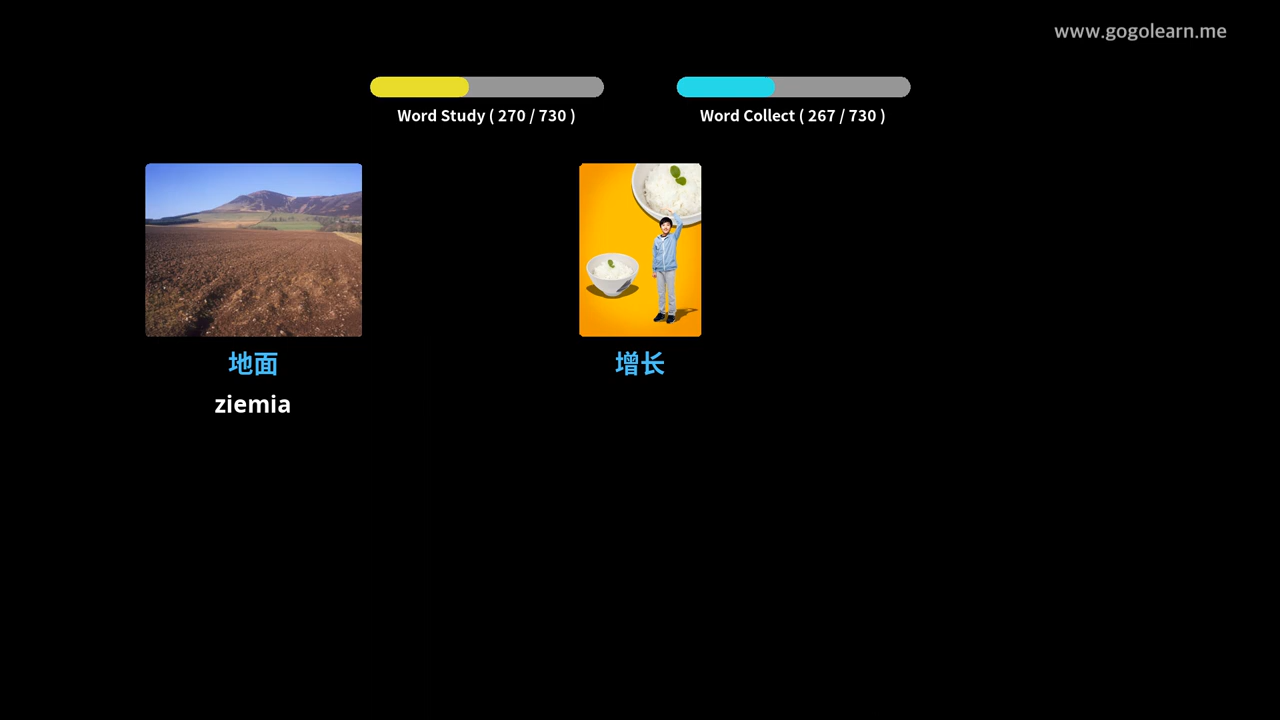 www.gogolearn.me
Word Study ( 270 / 730 )
Word Collect ( 267 / 730 )
地面
增长
ziemia